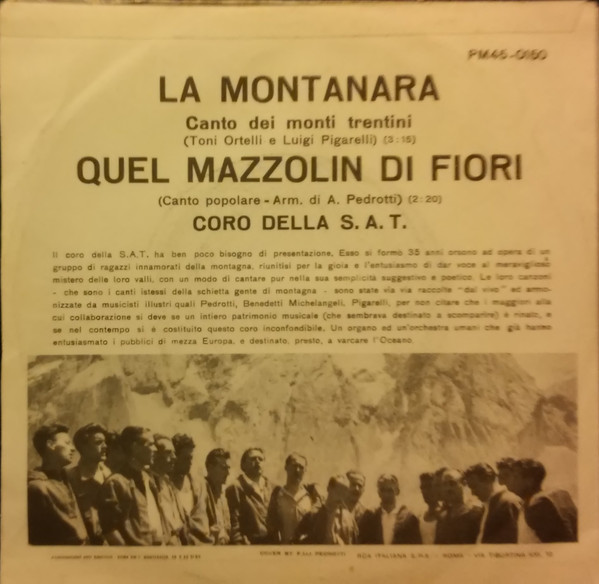 PM45-0160
LA MONTANARA
Canto dei monti trentini
(Toni Ortelli e Luigi Pigarelli) (3:15)
QUEL MAZZOLIN DI FIORI
(Canto popolare - Arm. di A. Pedrotti) (2:20)
CORO DELLA S. A. T.
Il coro della S.A.T. ha ben poco bisogno di presentazione. Esso si formò 35 anni orsono ad opera di un
gruppo di ragazzi innamorati della montagna, riunitisi per la gioia e l'entusiasmo di dar voce al meraviglioso
mistero delle loro valli, con un modo di cantare pur nella sua semplicità suggestivo e poetico. Le loro canzoni
- che sono i canti istessi della schietta gente di montagna - sono state via via raccolte "dal vivo" ed armo-
nizzate da musicisti illustri quali Pedrotti, Benedetti Michelangeli, Pigarelli, per non citare che i maggiori alla
cui collaborazione si deve se un intiero patrimonio musicale (che sembrava destinato a scomparire) è rinato, e
se nel contempo si è costituito questo coro inconfondibile. Un organo ed un'orchestra umani che già hanno
entusiasmato i pubblici di mezza Europa, e destinato, presto, a varcare l'Oceano.
RCA ITALIANA S.p.A. - ROMA - VIA TIBURTINA KM. 12